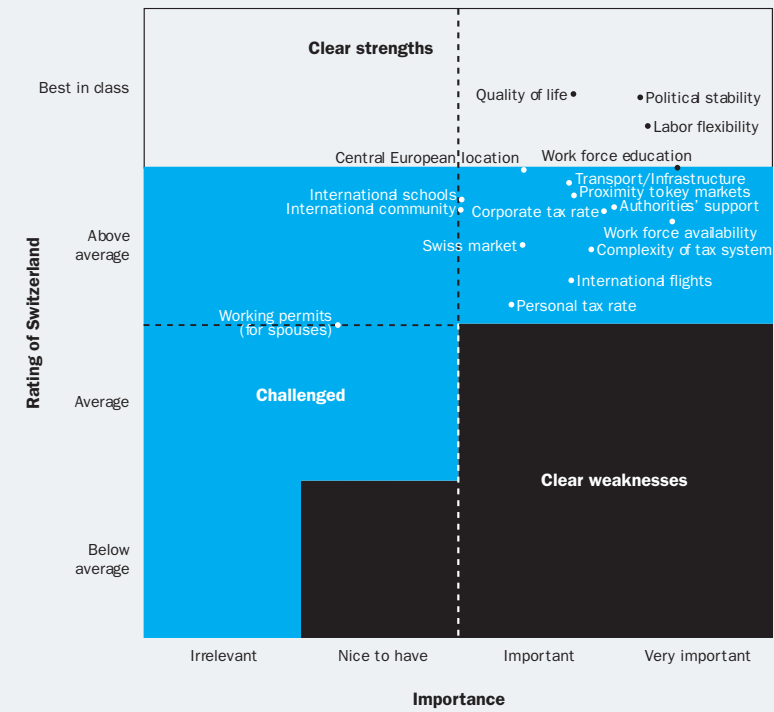 Clear strengths
Best in class
Quality of life
Political stability
Labor flexibility
Central European location
Work force education
Transport/Infrastructure
International schools
Proximity tokey markets
International community
Corporate tax rate
Authorities' support
Above
average
Work force availability
Swiss market
Complexity of tax system
International flights
Personal tax rate
Working permits
(for spouses)
Rating of Switzerland
Average
Challenged
Clear weaknesses
Below
average
Irrelevant
Nice to have
Important
Very important
Importance